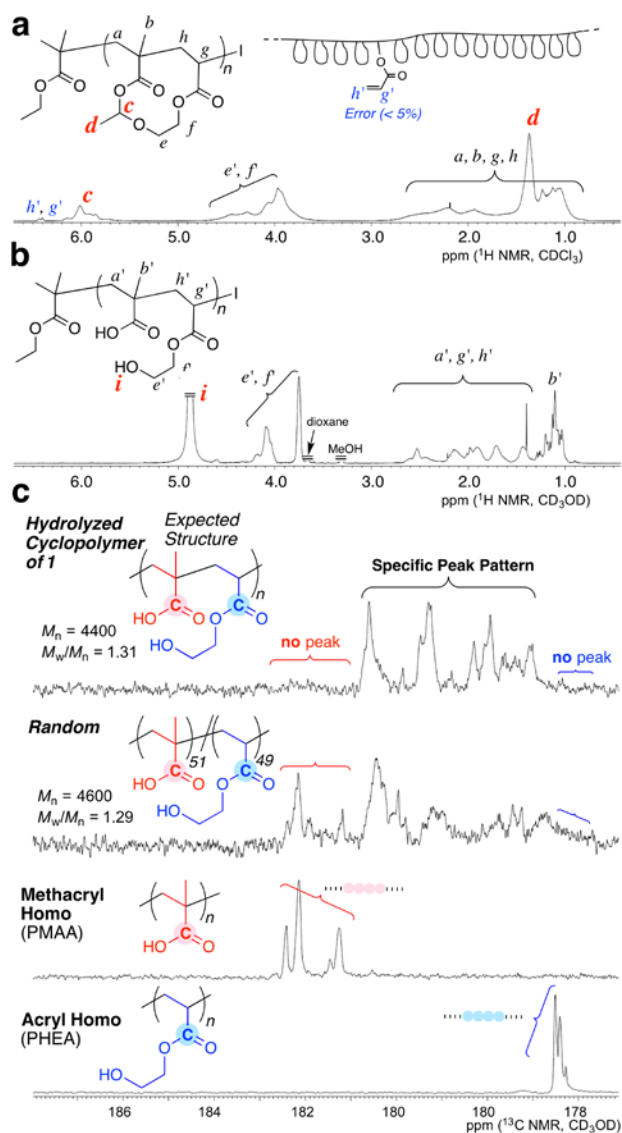 a
a
b
h
g
I
n
O
O
O
O
c
O
O
O
d
O
e
f
O
O
h'
g'
Error (< 5%)
d
a, b, g, h
e', f'
h', g'
c
6.0
5.0
4.0
3.0
2.0
1.0
ppm (¹H NMR, CDCl₃)
b
a'
b'
h'
g'
I
n
O
O
HO
O
O
O
HO
i
e'
f'
i
e', f'
dioxane
MeOH
a', g', h'
b'
6.0
5.0
4.0
3.0
2.0
1.0
ppm (¹H NMR, CD₃OD)
c
Hydrolyzed
Cyclopolymer
of 1
Expected
Structure
n
HO
C
O
O
C
O
HO
Mn = 4400
Mw/Mn = 1.31
Specific Peak Pattern
no peak
no peak
Random
51
49
HO
C
O
O
C
O
HO
Mn = 4600
Mw/Mn = 1.29
Methacryl
Homo
(PMAA)
n
HO
C
O
Acryl Homo
(PHEA)
n
O
C
O
HO
186
184
182
180
180
178
ppm (¹³C NMR, CD₃OD)